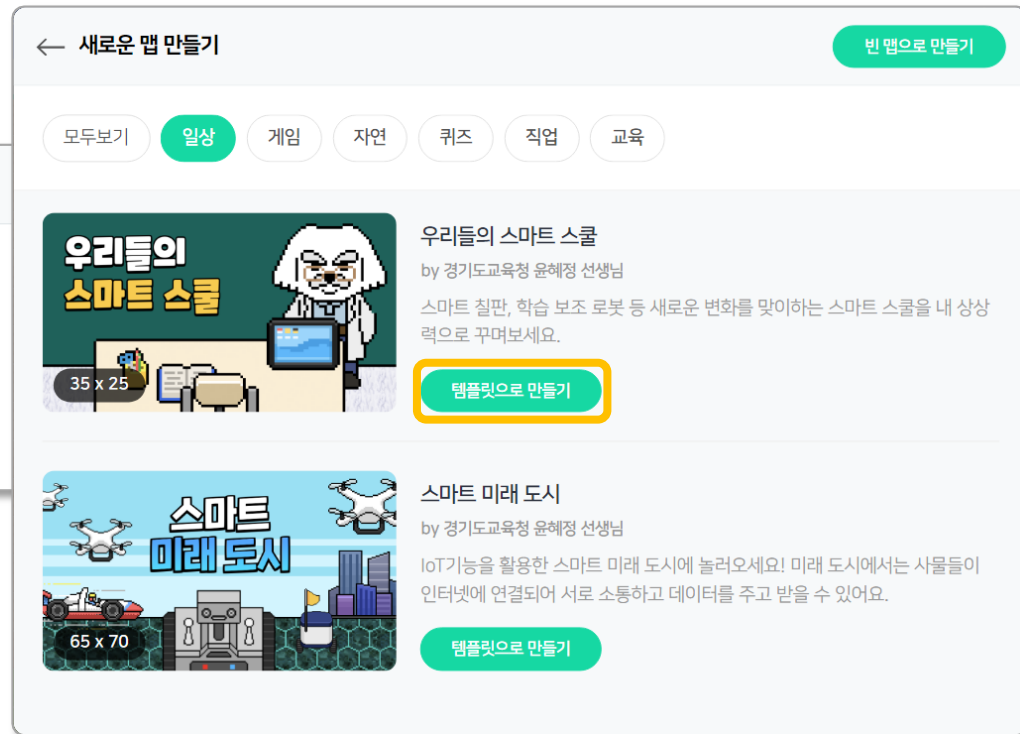 새로운 맵 만들기
빈 맵으로 만들기
모두보기 일상 게임 자연 퀴즈 직업 교육
우리들의
스마트 스쿨
35 x 25
우리들의 스마트 스쿨
by 경기도교육청 윤혜정 선생님
스마트 칠판, 학습 보조 로봇 등 새로운 변화를 맞이하는 스마트 스쿨을 내 상상
력으로 꾸며보세요.
템플릿으로 만들기
스마트
미래 도시
65 x 70
스마트 미래 도시
by 경기도교육청 윤혜정 선생님
IoT기능을 활용한 스마트 미래 도시에 놀러오세요! 미래 도시에서는 사물들이
인터넷에 연결되어 서로 소통하고 데이터를 주고 받을 수 있어요.
템플릿으로 만들기